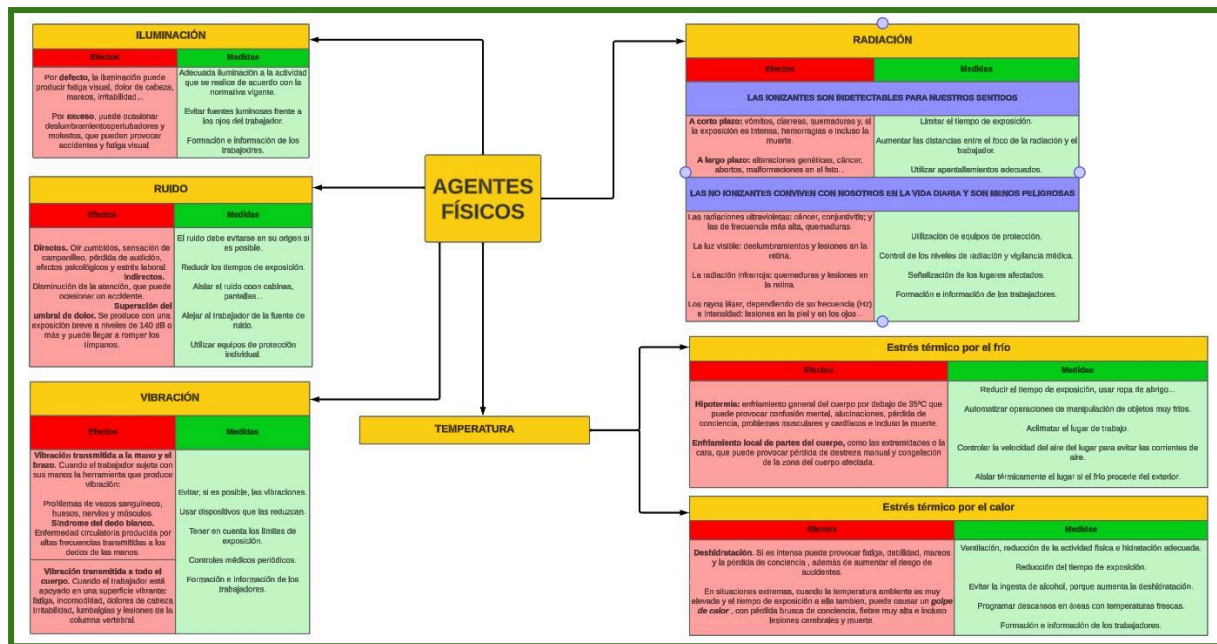 ILUMINACIÓN
Efectos
Medidas
Por defecto, la iluminación puede
producir fatiga visual, dolor de cabeza,
mareos, irritabilidad...
Por exceso, puede ocasionar
deslumbramientospertubadores y
molestos, que pueden provocar
accidentes y fatiga visual
Adecuada iluminación a la actividad
que se realice de acuerdo con la
normativa vigente.
Evitar fuentes luminosas frente a
los ojos del trabajador.
Formación e información de los
trabajodres.
RUIDO
Efectos
Medidas
Directos. Oír zumbidos, sensación de
campanilleo, pérdida de audición,
efectos psicológicos y estrés laboral
Indirectos.
Disminución de la atención, que puede
ocasionar un accidente.
Superación del
umbral de dolor. Se produce con una
exposición breve a niveles de 140 dB o
más y puede llegar a romper los
tímpanos.
El ruido debe evitarse en su origen si
es posible.
Reducir los tiempos de exposición.
Aislar el ruido coon cabinas,
pantallas...
Alejar al trabajador de la fuente de
ruido.
Utilizar equipos de protección
individual.
VIBRACIÓN
Efectos
Medidas
Vibración transmitida a la mano y el
brazo. Cuando el trabajador sujeta con
sus manos la herramienta que produce
vibración:
Problemas de vasos sanguíneos,
huesos, nervios y músculos.
Síndrome del dedo blanco.
Enfermedad circulatoria producida por
altas frecuencias transmitidas a los
dedos de las manos.
Vibración transmitida a todo el
cuerpo. Cuando el trabajador está
apoyado en una superficie vibrante:
fatiga, incomodidad, dolores de cabeza
irritabilidad, lumbalgias y lesiones de la
columna vertebral.
Evitar, si es posible, las vibraciones.
Usar dispositivos que las reduzcan.
Tener en cuenta los límites de
exposición.
Controles médicos periódicos.
Formación e información de los
trabajadores.
AGENTES
FÍSICOS
TEMPERATURA
RADIACIÓN
Efectos
Medidas
LAS IONIZANTES SON INDETECTABLES PARA NUESTROS SENTIDOS
A corto plazo: vómitos, diarreas, quemaduras y, si
la exposición es intensa, hemorragias e incluso la
muerte.
A largo plazo: alteraciones genéticas, cáncer,
abortos, malformaciones en el feto...
Limitar el tiempo de exposición.
Aumentar las distancias entre el foco de la radiación y el
trabajador.
Utilizar apantallamientos adecuados.
LAS NO IONIZANTES CONVIVEN CON NOSOTROS EN LA VIDA DIARIA Y SON MENOS PELIGROSAS
Las radiaciones ultravioletas: cáncer, conjuntivitis; y
las de frecuencia más alta, quemaduras.
La luz visible: deslumbramientos y lesiones en la
retina.
La radiación infrarroja: quemaduras y lesiones en
la retina.
Los rayos láser, dependiendo de su frecuencia (Hz)
e intensidad: lesiones en la piel y en los ojos...
Utilización de equipos de protección.
Control de los niveles de radiación y vigilancia médica.
Señalización de los lugares afectados.
Formación e información de los trabajadores.
Estrés térmico por el frío
Efectos
Medidas
Hipotermia: enfriamiento general del cuerpo por debajo de 35ºC que
puede provocar confusión mental, alucinaciones, pérdida de
conciencia, problemas musculares y cardíacos e incluso la muerte.
Enfriamiento local de partes del cuerpo, como las extremidades o la
cara, que puede provocar pérdida de destreza manual y congelación de
la zona del cuerpo afectada.
Reducir el tiempo de exposición, usar ropa de abrigo...
Automatizar operaciones de manipulación de objetos muy fríos.
Aclimatar el lugar de trabajo.
Controlar la velocidad del aire del lugar para evitar las corrientes de
aire.
Aislar térmicamente el lugar si el frío procede del exterior.
Estrés térmico por el calor
Efectos
Medidas
Deshidratación. Si es intensa puede provocar fatiga, debilidad, mareos
y la pérdida de conciencia , además de aumentar el riesgo de
accidentes.
En situaciones extremas, cuando la temperatura ambiente es muy
elevada y el tiempo de exposición a ella tambien, puede causar un golpe
de calor , con pérdida brusca de conciencia, fiebre muy alta e incluso
lesiones cerebrales y muerte.
Ventilación, reducción de la actividad física e hidratación adecuada.
Reducción del tiempo de exposición.
Evitar la ingesta de alcohol, porque aumenta la deshidratación.
Programar descansos en áreas con temperaturas frescas.
Formación e información de los trabajadores.